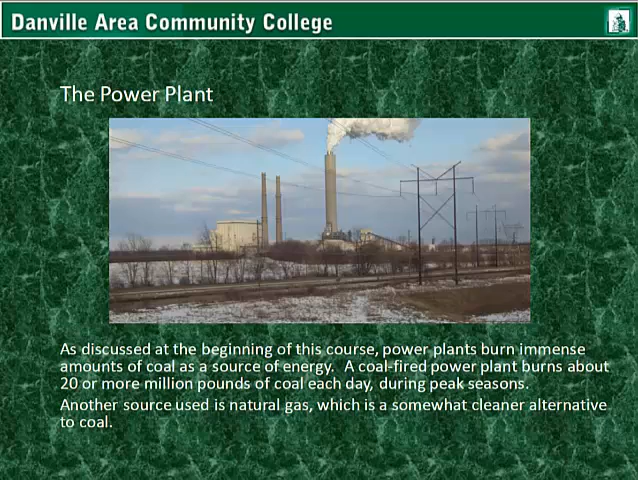 Danville Area Community College
The Power Plant
As discussed at the beginning of this course, power plants burn immense
amounts of coal as a source of energy.  A coal-fired power plant burns about
20 or more million pounds of coal each day, during peak seasons.
Another source used is natural gas, which is a somewhat cleaner alternative
to coal.